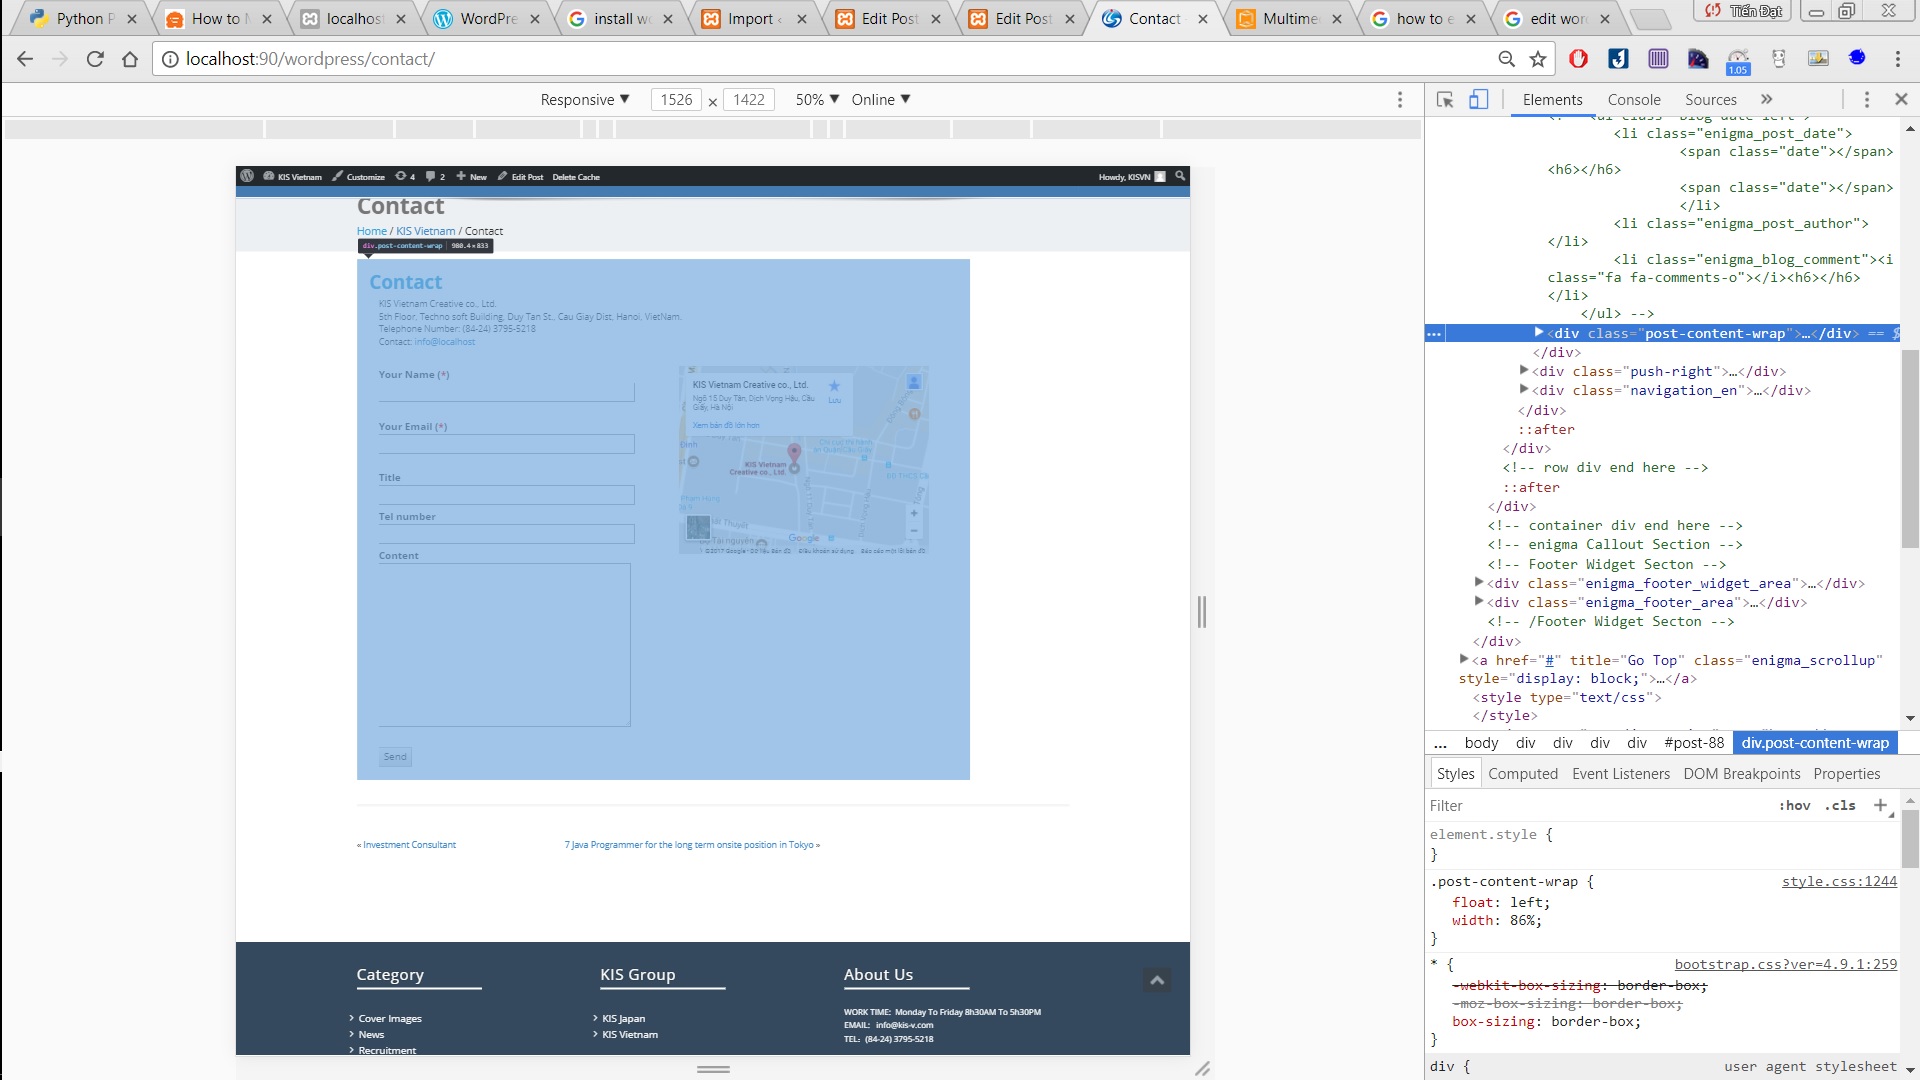 Python P
How to M
localhos
WordPre
install wo
Import
Edit Post
Edit Post
Contact
Multime
how to e
edit wor
Tiến Đạt
localhost:90/wordpress/contact/
1.05
Responsive ▼ 1526 × 1422 50% ▼ Online ▼
KIS Vietnam Customize 4 2 New Edit Post Delete Cache Howdy, KISVN
Contact
Home / KIS Vietnam / Contact
div.post-content-wrap 980.4×833
Contact
KIS Vietnam Creative co., Ltd.
5th Floor, Techno soft Building, Duy Tan St., Cau Giay Dist, Hanoi, VietNam.
Telephone Number: (84-24) 3795-5218
Contact: info@localhost
Your Name (*)
Your Email (*)
Title
Tel number
Content
Send
KIS Vietnam Creative co., Ltd.
Ngõ 15 Duy Tân, Dịch Vọng Hậu, Cầu
Giấy, Hà Nội
Lưu
Xem bản đồ lớn hơn
KIS Vietnam
Creative co., Ltd.
Google
©2017 Google - Dữ liệu Bản đồ Điều khoản sử dụng Báo cáo một lỗi bản đồ
« Investment Consultant
7 Java Programmer for the long term onsite position in Tokyo »
Category
Cover Images
News
Recruitment
KIS Group
KIS Japan
KIS Vietnam
About Us
WORK TIME: Monday To Friday 8h30AM To 5h30PM
EMAIL: info@kis-v.com
TEL: (84-24) 3795-5218
Elements Console Sources »
<li class="enigma_post_date">
<span class="date"></span>
<h6></h6>
<span class="date"></span>
</li>
<li class="enigma_post_author">
</li>
<li class="enigma_blog_comment"><i
class="fa fa-comments-o"></i><h6></h6>
</li>
</ul> -->
… <div class="post-content-wrap">…</div> == $
</div>
<div class="push-right">…</div>
<div class="navigation_en">…</div>
</div>
::after
</div>
<!-- row div end here -->
::after
</div>
<!-- container div end here -->
<!-- enigma Callout Section -->
<!-- Footer Widget Secton -->
<div class="enigma_footer_widget_area">…</div>
<div class="enigma_footer_area">…</div>
<!-- /Footer Widget Secton -->
</div>
<a href="#" title="Go Top" class="enigma_scrollup"
style="display: block;">…</a>
<style type="text/css">
</style>
... body div div div div #post-88 div.post-content-wrap
Styles Computed Event Listeners DOM Breakpoints Properties
Filter :hov .cls +
element.style {
}
.post-content-wrap { style.css:1244
float: left;
width: 86%;
}
* { bootstrap.css?ver=4.9.1:259
-webkit-box-sizing: border-box;
-moz-box-sizing: border-box;
box-sizing: border-box;
}
div { user agent stylesheet